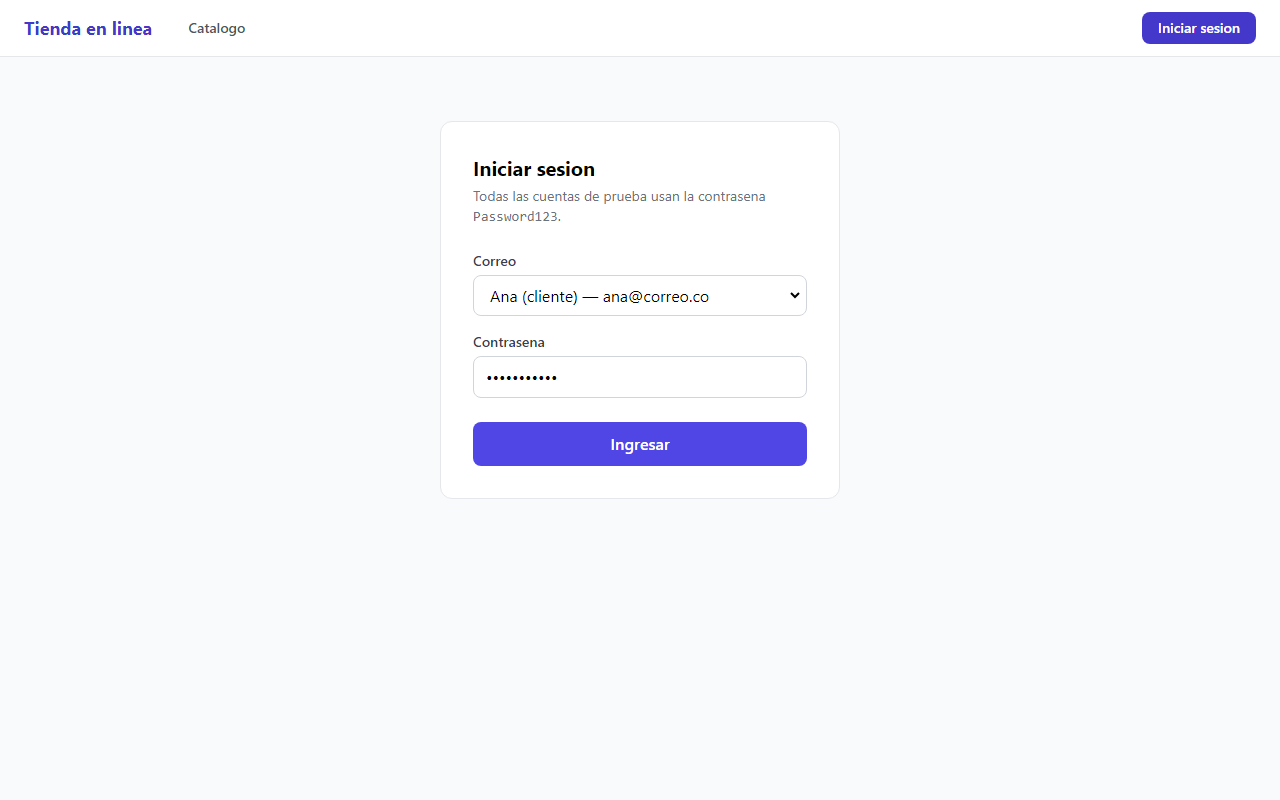 Tienda en linea
Catalogo
Iniciar sesion
Iniciar sesion
Todas las cuentas de prueba usan la contrasena
Password123.
Correo
Ana (cliente) — ana@correo.co
Contrasena
•••••••••••
Ingresar